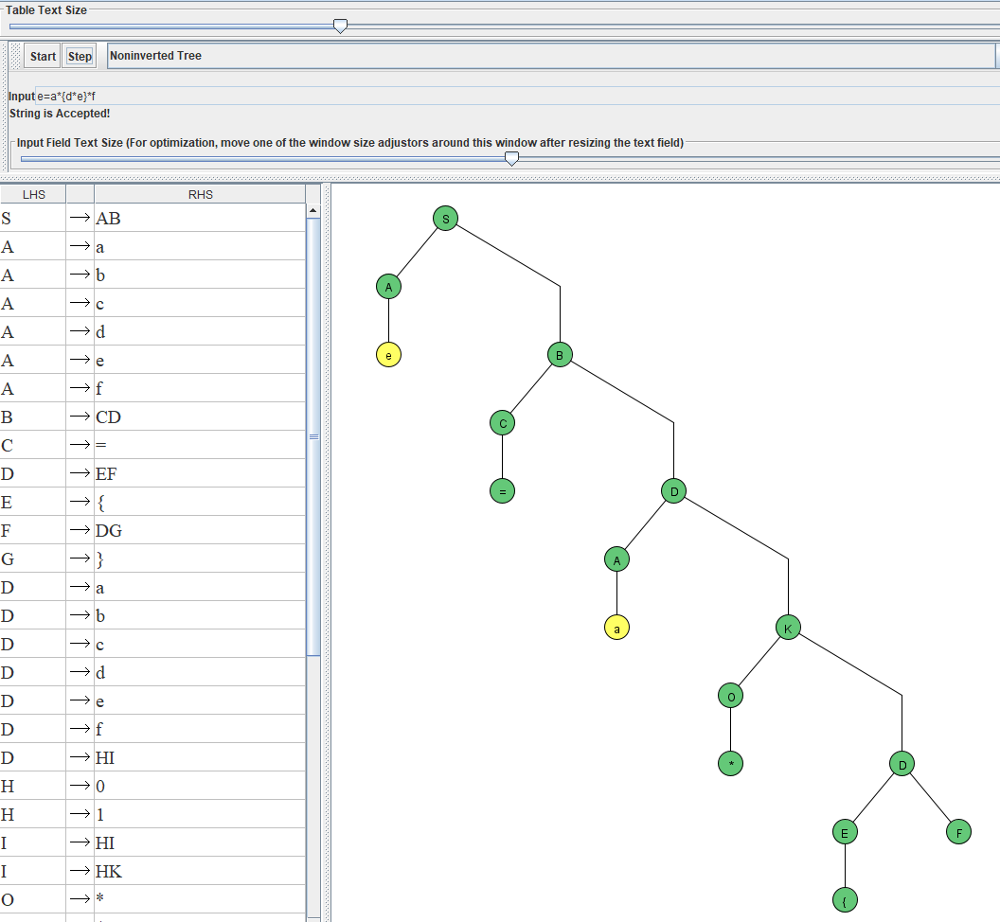 Table Text Size
Start Step Noninverted Tree
Input e=a*{d*e}*f
String is Accepted!
Input Field Text Size (For optimization, move one of the window size adjustors around this window after resizing the text field)
LHS RHS
S → AB
A → a
A → b
A → c
A → d
A → e
A → f
B → CD
C → =
D → EF
E → {
F → DG
G → }
D → a
D → b
D → c
D → d
D → e
D → f
D → HI
H → 0
H → 1
I → HI
I → HK
O → *
S
A
e
B
C
=
D
A
a
K
O
*
D
E
F
{